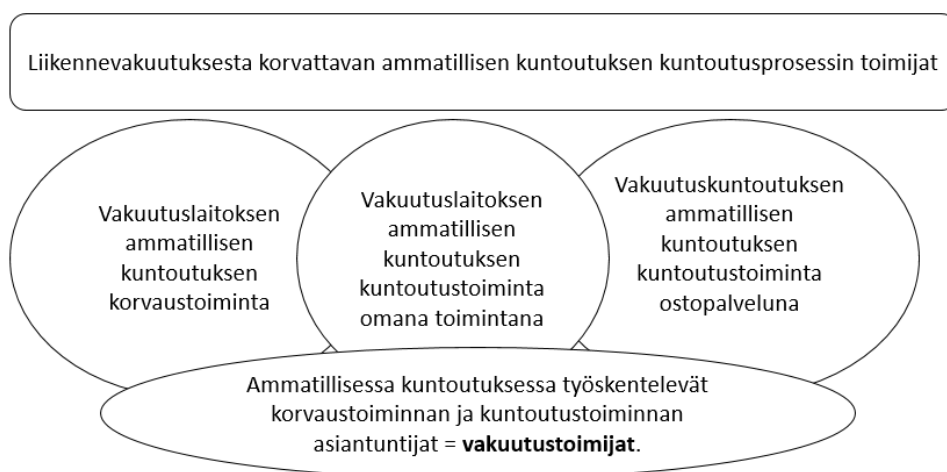 Liikennevakuutuksesta korvattavan ammatillisen kuntoutuksen kuntoutusprosessin toimijat
Vakuutuslaitoksen
ammatillisen
kuntoutuksen
korvaustoiminta
Vakuutuslaitoksen
ammatillisen
kuntoutuksen
kuntoutustoiminta
omana toimintana
Vakuutuskuntoutuksen
ammatillisen
kuntoutuksen
kuntoutustoiminta
ostopalveluna
Ammatillisessa kuntoutuksessa työskentelevät
korvaustoiminnan ja kuntoutustoiminnan
asiantuntijat = vakuutustoimijat.